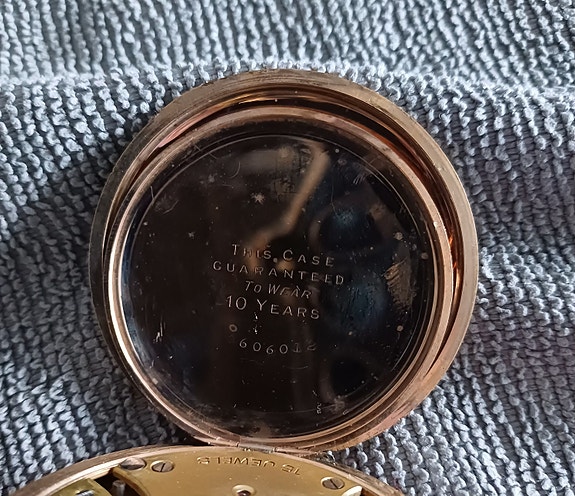 THIS CASE
GUARANTEED
TO WEAR
10 YEARS
606012
15 JEWELS